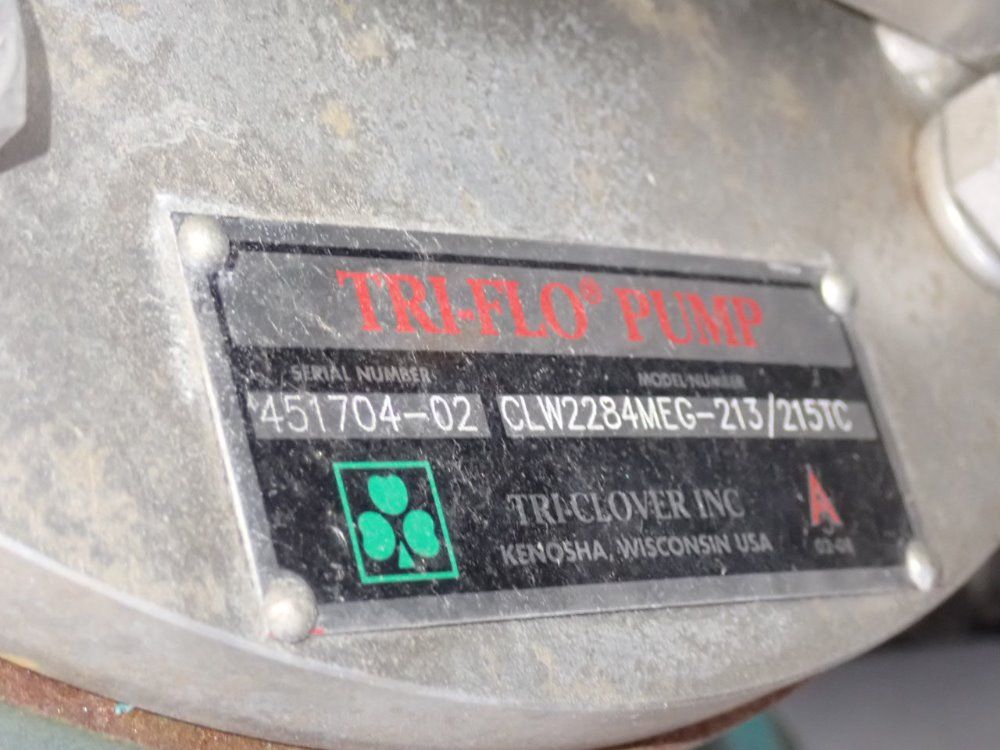 TRI-FLO® PUMP
SERIAL NUMBER MODEL NUMBER
451704-02 CLW2284MEG-213/215TC
TRI-CLOVER INC
KENOSHA, WISCONSIN USA